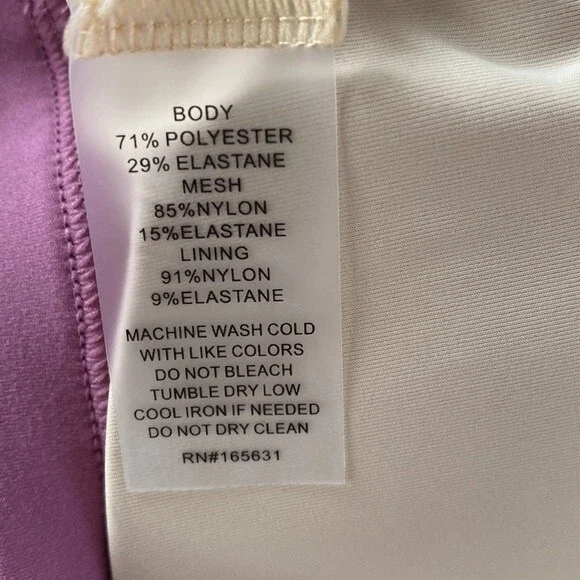 BODY
71% POLYESTER
29% ELASTANE
MESH
85%NYLON
15%ELASTANE
LINING
91%NYLON
9%ELASTANE
MACHINE WASH COLD
WITH LIKE COLORS
DO NOT BLEACH
TUMBLE DRY LOW
COOL IRON IF NEEDED
DO NOT DRY CLEAN
RN#165631